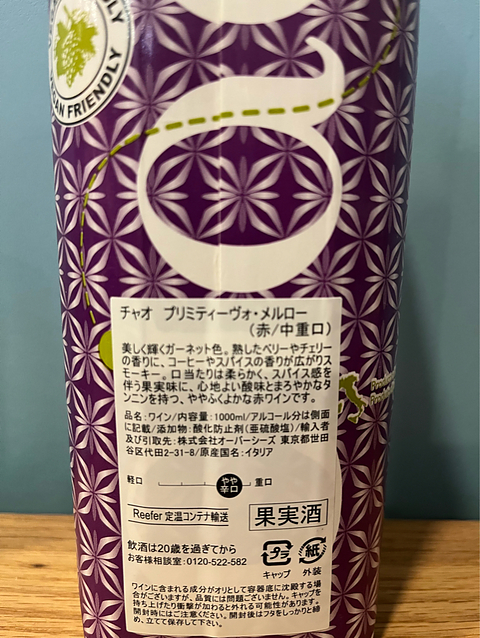 VEGAN FRIENDLY
チャオ プリミティーヴォ・メルロー
（赤/中重口）
美しく輝くガーネット色。熟したベリーやチェリー
の香りに、コーヒーやスパイスの香りが広がりス
モーキー。口当たりは柔らかく、スパイス感を
伴う果実味に、心地よい酸味とまろやかなタ
ンニンを持つ、ややふくよかな赤ワインです。
品名:ワイン/内容量:1000ml/アルコール分は側面
に記載/添加物:酸化防止剤(亜硫酸塩)/輸入者
及び引取先:株式会社オーバーシーズ 東京都世田
谷区代田2-31-8/原産国名:イタリア
軽口 やや辛口 重口
Reefer 定温コンテナ輸送 果実酒
飲酒は20歳を過ぎてから
お客様相談室:0120-522-582
プラ 紙
キャップ 外装
ワインに含まれる成分がオリとして容器底に沈殿する場
合がございますが、品質には問題ございません。キャップを
持ち上げたり衝撃が加わると外れる可能性があります。
開封時にはご注意ください。開封後はフタをしっかりと締
め、立てて保存して下さい。